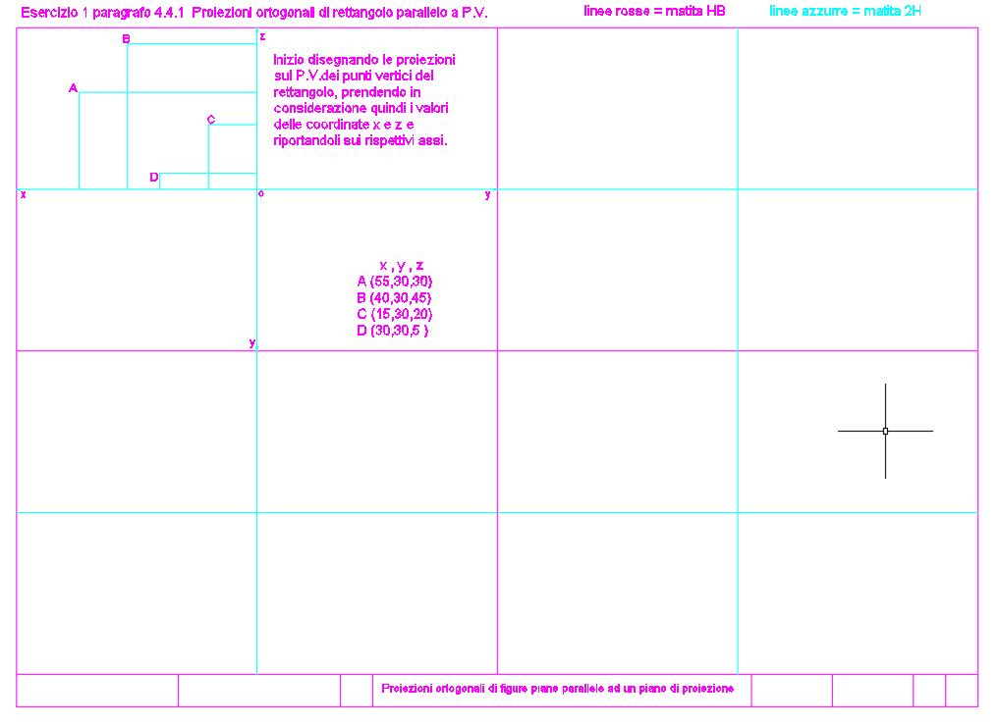 Esercizio 1 paragrafo 4.4.1 Proiezioni ortogonali di rettangolo parallelo a P.V.
linee rosse = matita HB
linee azzurre = matita 2H
B
z
A
C
D
Inizio disegnando le proiezioni
sul P.V.dei punti vertici del
rettangolo, prendendo in
considerazione quindi i valori
delle coordinate x e z e
riportandoli sui rispettivi assi.
x
o
y
x , y , z
A (55,30,30)
B (40,30,45)
C (15,30,20)
D (30,30,5 )
y
Proiezioni ortogonali di figure piane parallele ad un piano di proiezione